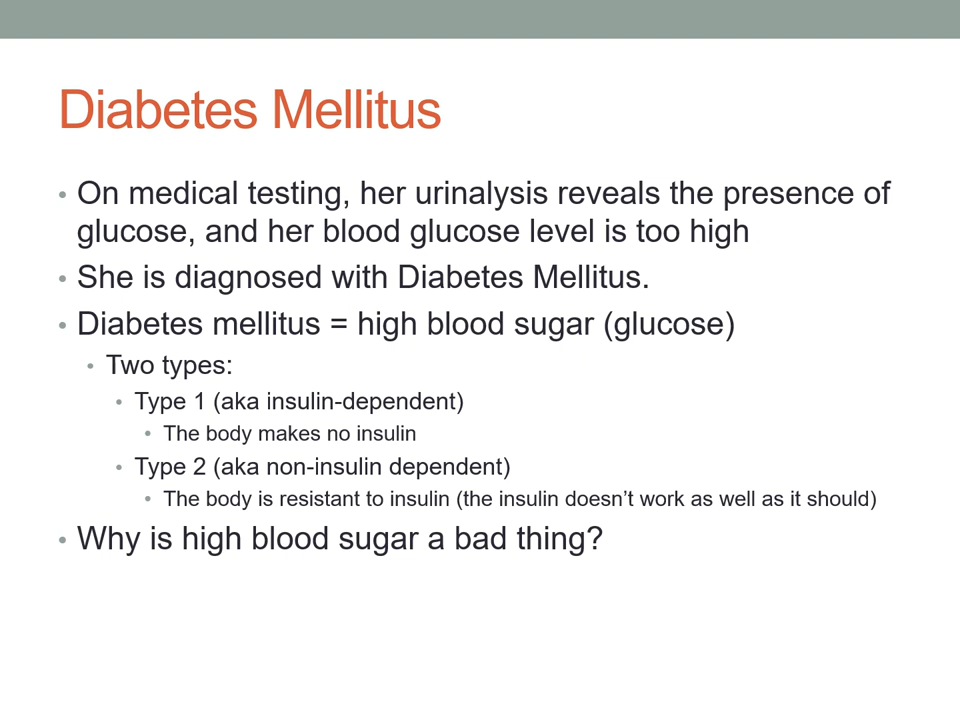 Diabetes Mellitus
• On medical testing, her urinalysis reveals the presence of
glucose, and her blood glucose level is too high
• She is diagnosed with Diabetes Mellitus.
• Diabetes mellitus = high blood sugar (glucose)
• Two types:
• Type 1 (aka insulin-dependent)
• The body makes no insulin
• Type 2 (aka non-insulin dependent)
• The body is resistant to insulin (the insulin doesn’t work as well as it should)
• Why is high blood sugar a bad thing?